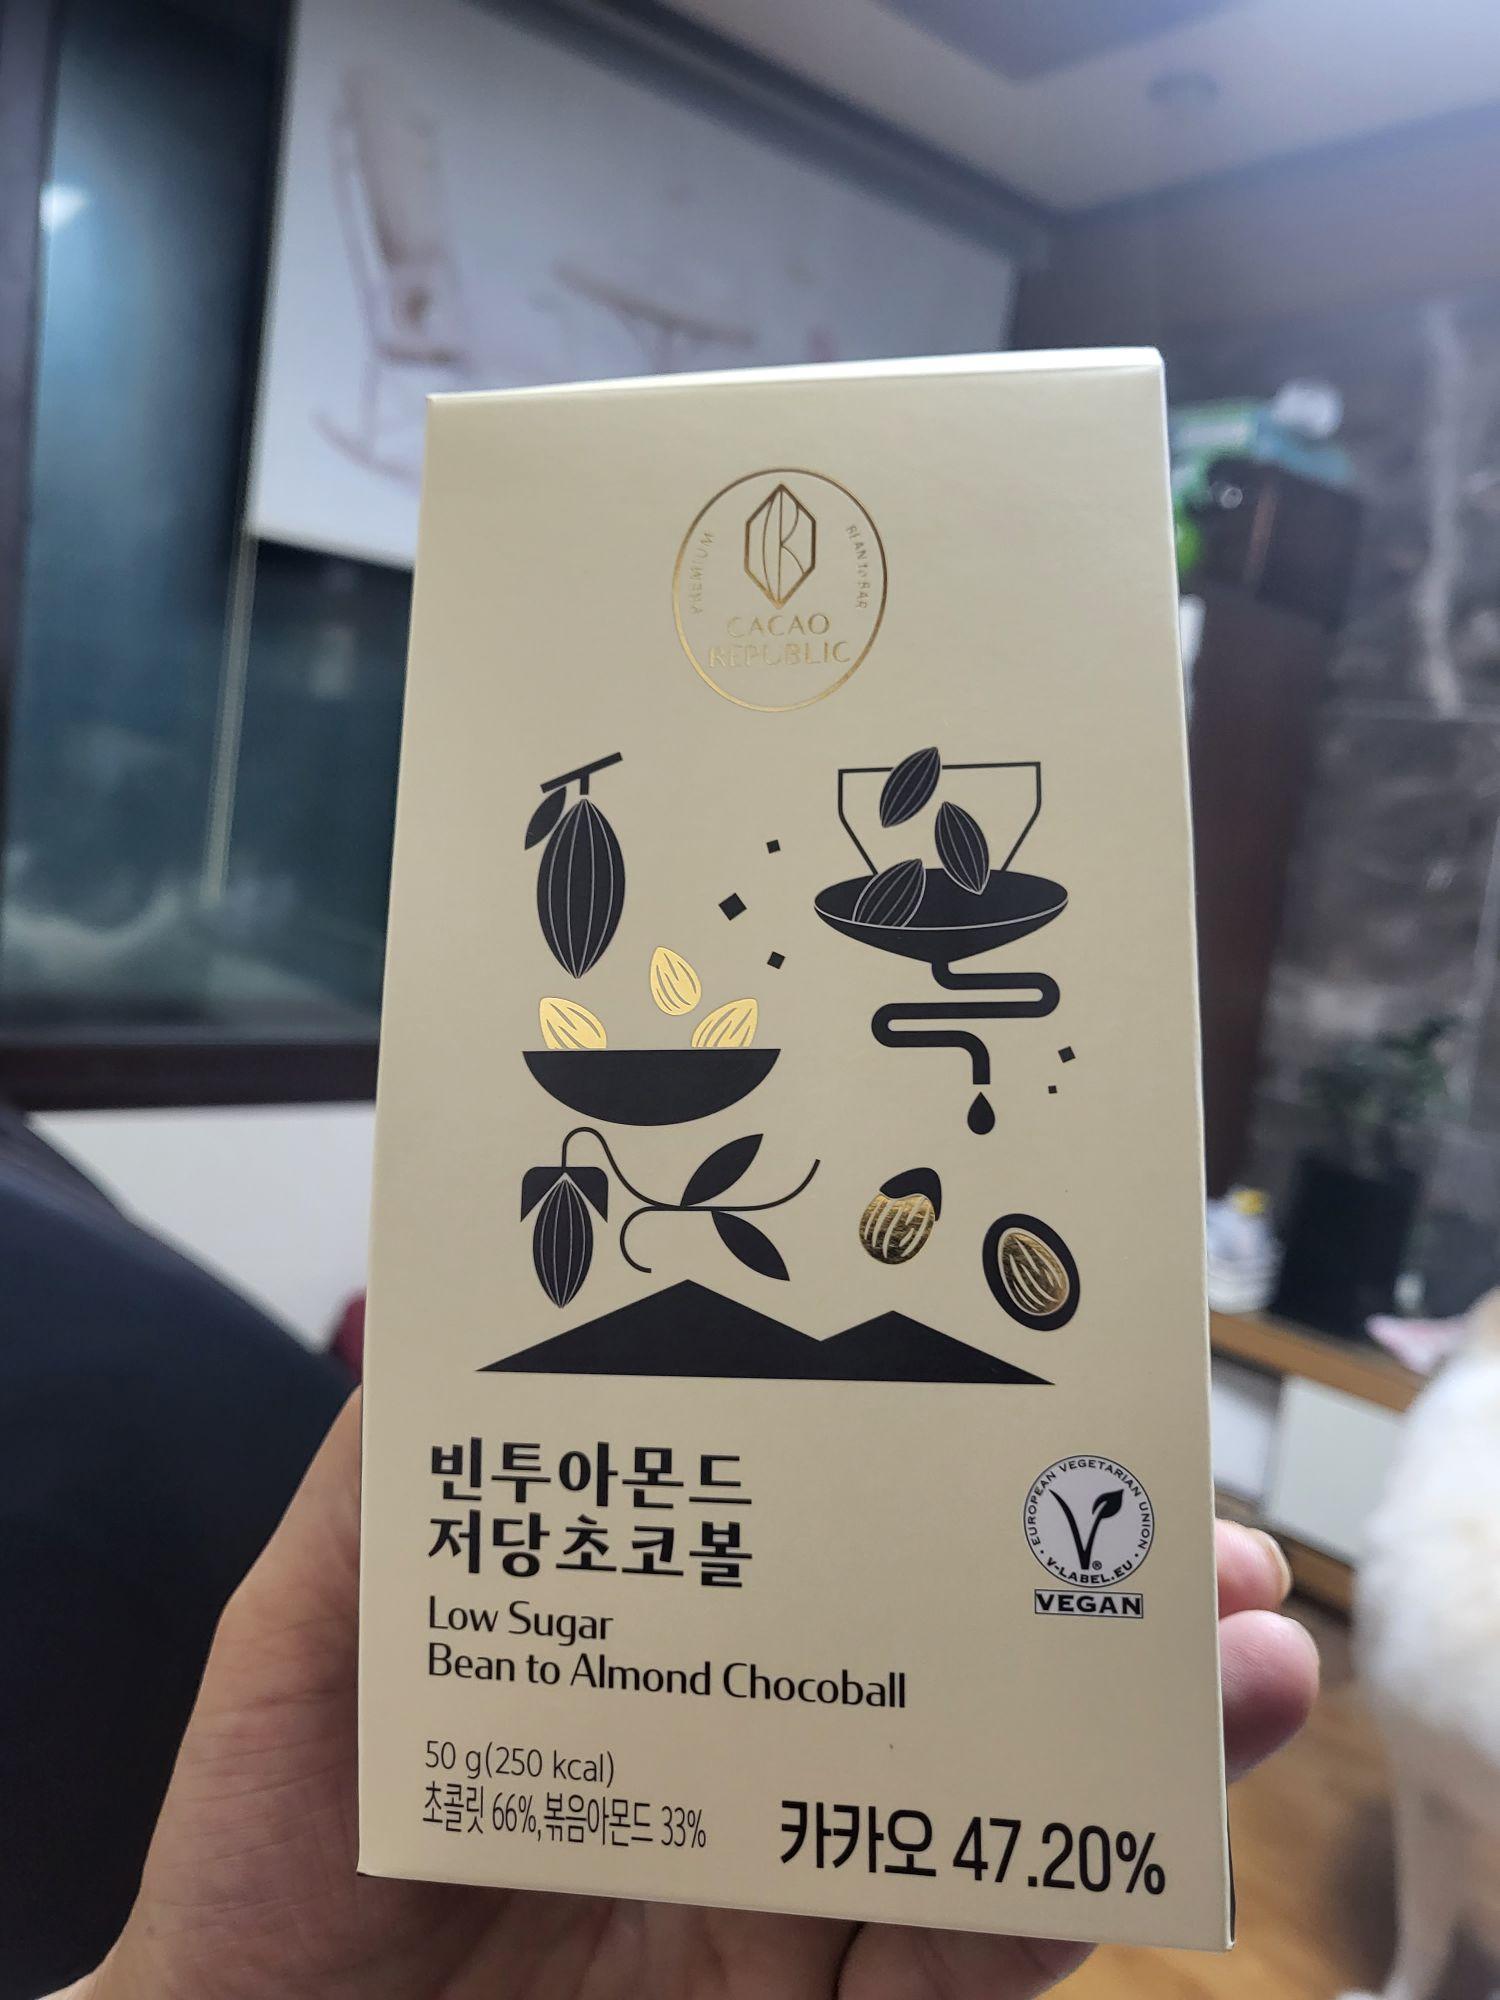 PREMIUM
BEAN to BAR
CACAO
REPUBLIC
빈투아몬드
저당초코볼
Low Sugar
Bean to Almond Chocoball
· EUROPEAN VEGETARIAN UNION ·
V-LABEL.EU
®
VEGAN
50 g(250 kcal)
초콜릿 66%,볶음아몬드 33%
카카오 47.20%